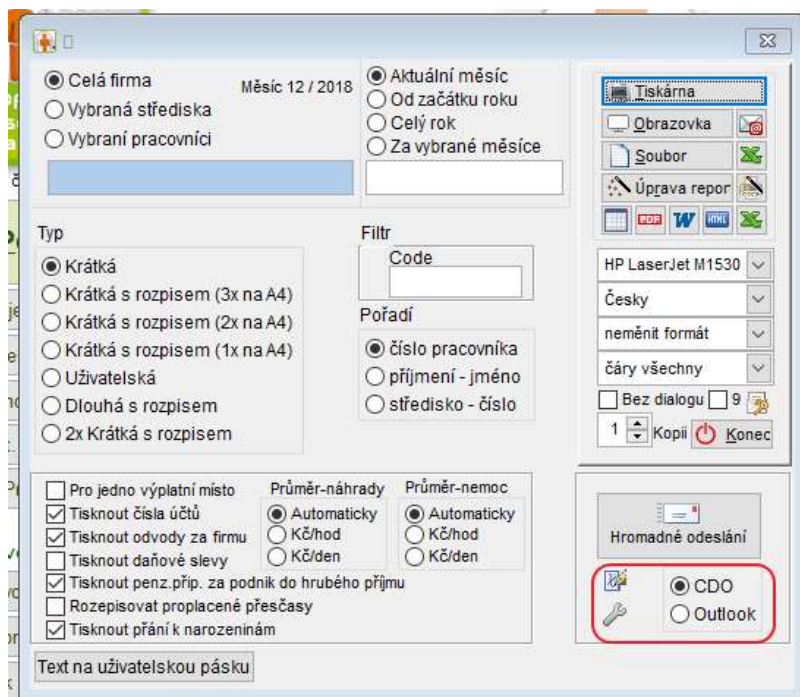 Celá firma
Měsíc 12 / 2018
Vybraná střediska
Vybraní pracovníci
Aktuální měsíc
Od začátku roku
Celý rok
Za vybrané měsíce
Tiskárna
Obrazovka
Soubor
Úprava repor
PDF
W
HTML
HP LaserJet M1530
Česky
neměnit formát
čáry všechny
Bez dialogu
9
1
Kopii
Konec
Typ
Krátká
Krátká s rozpisem (3x na A4)
Krátká s rozpisem (2x na A4)
Krátká s rozpisem (1x na A4)
Uživatelská
Dlouhá s rozpisem
2x Krátká s rozpisem
Filtr
Code
Pořadí
číslo pracovníka
příjmení - jméno
středisko - číslo
Pro jedno výplatní místo
Tisknout čísla účtů
Tisknout odvody za firmu
Tisknout daňové slevy
Tisknout penz.přip. za podnik do hrubého příjmu
Rozepisovat proplacené přesčasy
Tisknout přání k narozeninám
Průměr-náhrady
Automaticky
Kč/hod
Kč/den
Průměr-nemoc
Automaticky
Kč/hod
Kč/den
Hromadné odeslání
CDO
Outlook
Text na uživatelskou pásku